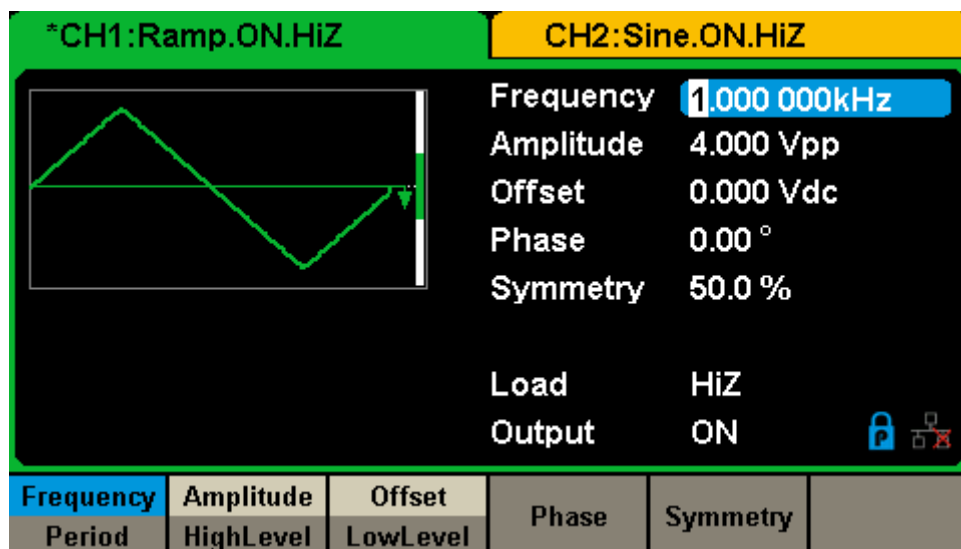 *CH1:Ramp.ON.HiZ CH2:Sine.ON.HiZ
Frequency 1.000 000kHz
Amplitude 4.000 Vpp
Offset 0.000 Vdc
Phase 0.00 °
Symmetry 50.0 %
Load HiZ
Output ON
P
Frequency Amplitude Offset Phase Symmetry
Period HighLevel LowLevel